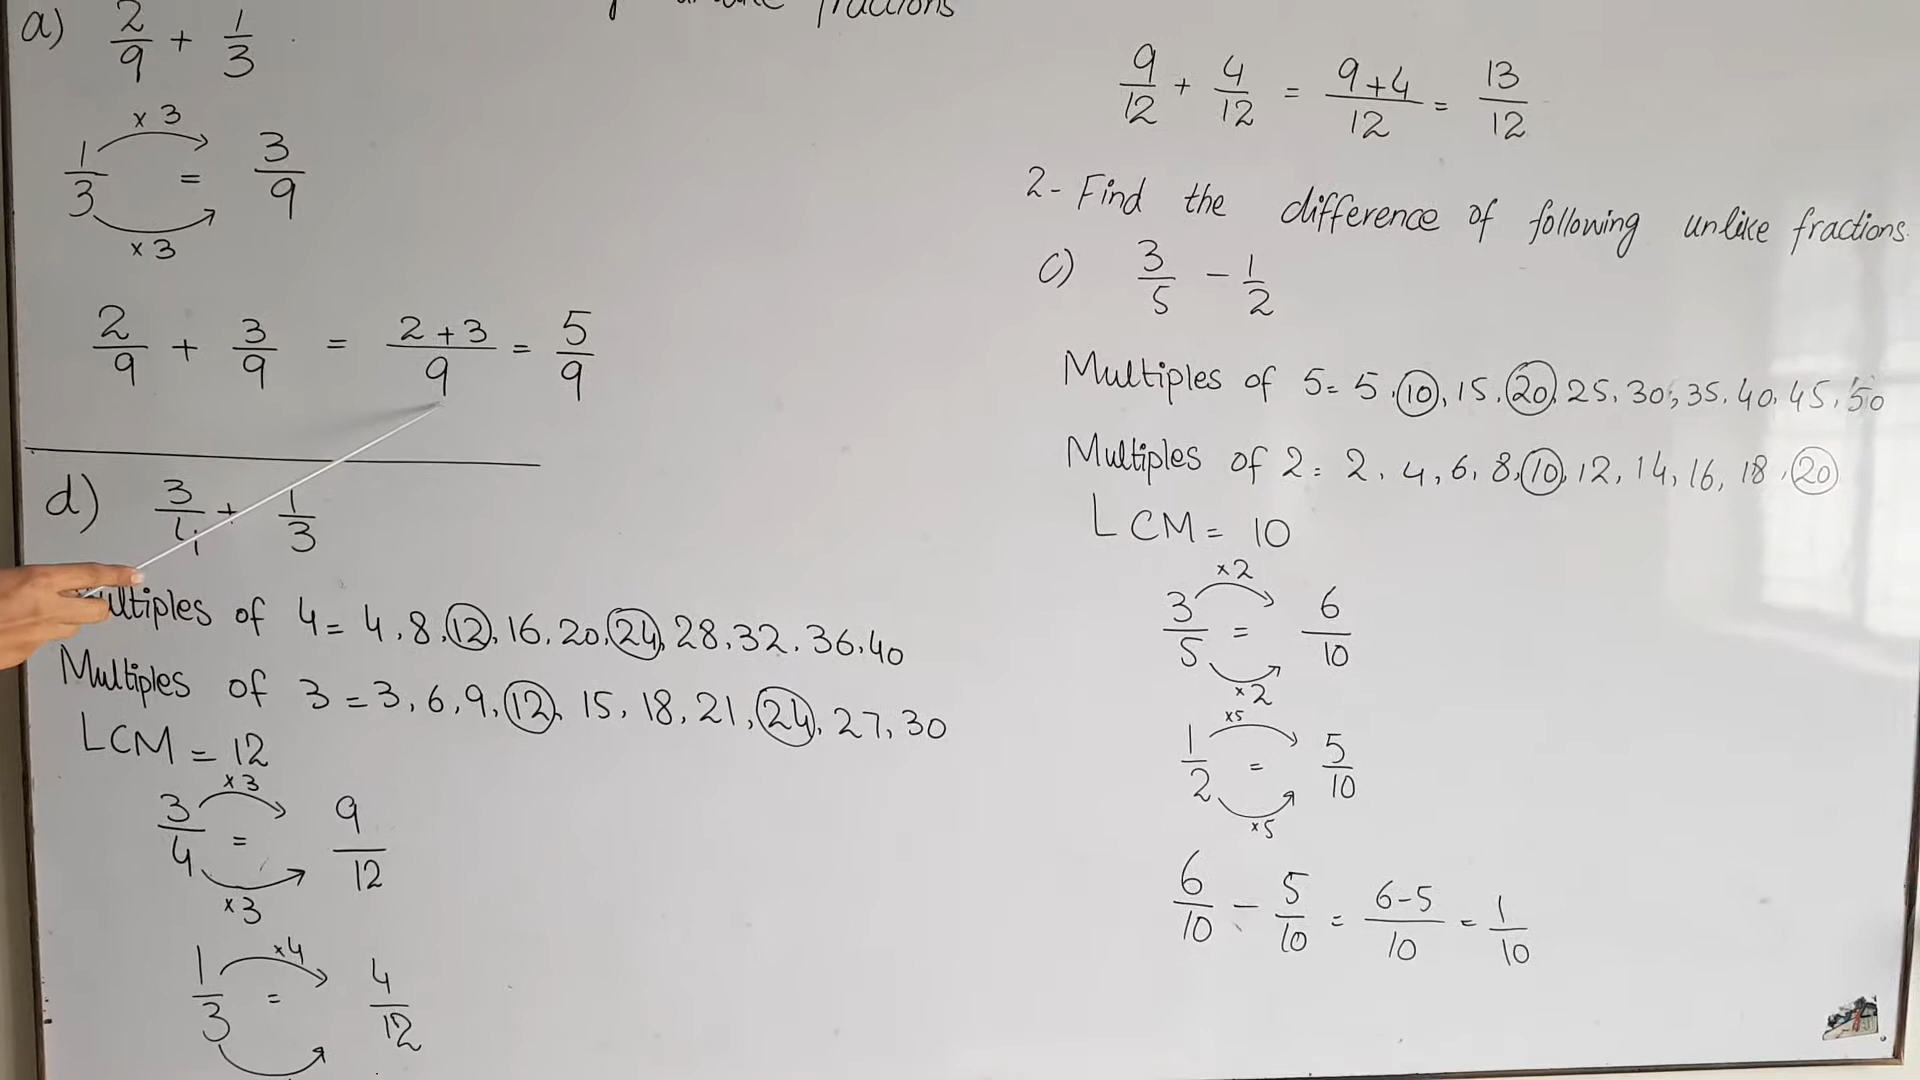 fractions
a) 2/9 + 1/3
×3
1/3 = 3/9
×3
2/9 + 3/9 = 2+3/9 = 5/9
d) 3/4 + 1/3
Multiples of 4 = 4, 8, 12, 16, 20, 24, 28, 32, 36, 40
Multiples of 3 = 3, 6, 9, 12, 15, 18, 21, 24, 27, 30
LCM = 12
×3
3/4 = 9/12
×3
×4
1/3 = 4/12
9/12 + 4/12 = 9+4/12 = 13/12
2- Find the difference of following unlike fractions.
c) 3/5 - 1/2
Multiples of 5 = 5, 10, 15, 20, 25, 30, 35, 40, 45, 50
Multiples of 2 = 2, 4, 6, 8, 10, 12, 14, 16, 18, 20
LCM = 10
×2
3/5 = 6/10
×2
×5
1/2 = 5/10
×5
6/10 - 5/10 = 6-5/10 = 1/10